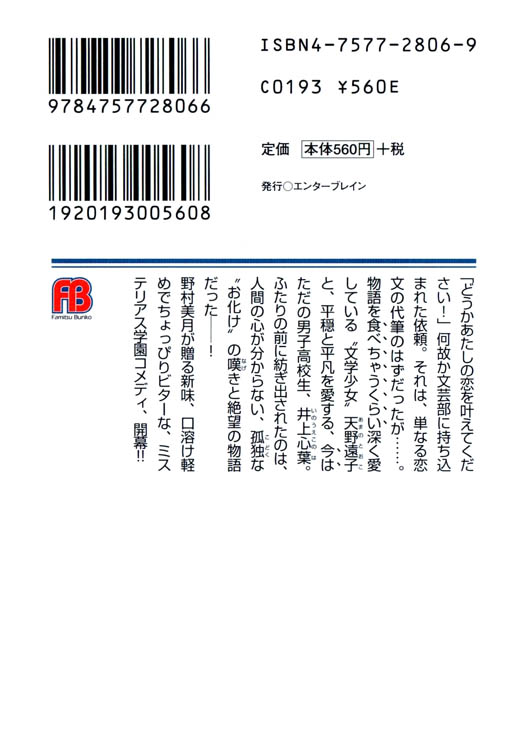 ISBN4-7577-2806-9
C0193 ¥560E
9784757728066
定価 本体560円+税
発行○エンターブレイン
1920193005608
FB
Famitsu Bunko
「どうかあたしの恋を叶えてくだ
さい!」何故か文芸部に持ち込
まれた依頼。それは、単なる恋
文の代筆のはずだったが……。
物語を食べちゃうくらい深く愛
している〝文学少女〟天野遠子
と、平穏と平凡を愛する、今は
ただの男子高校生、井上心葉。
ふたりの前に紡ぎ出されたのは、
人間の心が分からない、孤独な
〝お化け〟の嘆きと絶望の物語
だった——!
野村美月が贈る新味、口溶け軽
めでちょっぴりビターな、ミス
テリアス学園コメディ、開幕!!